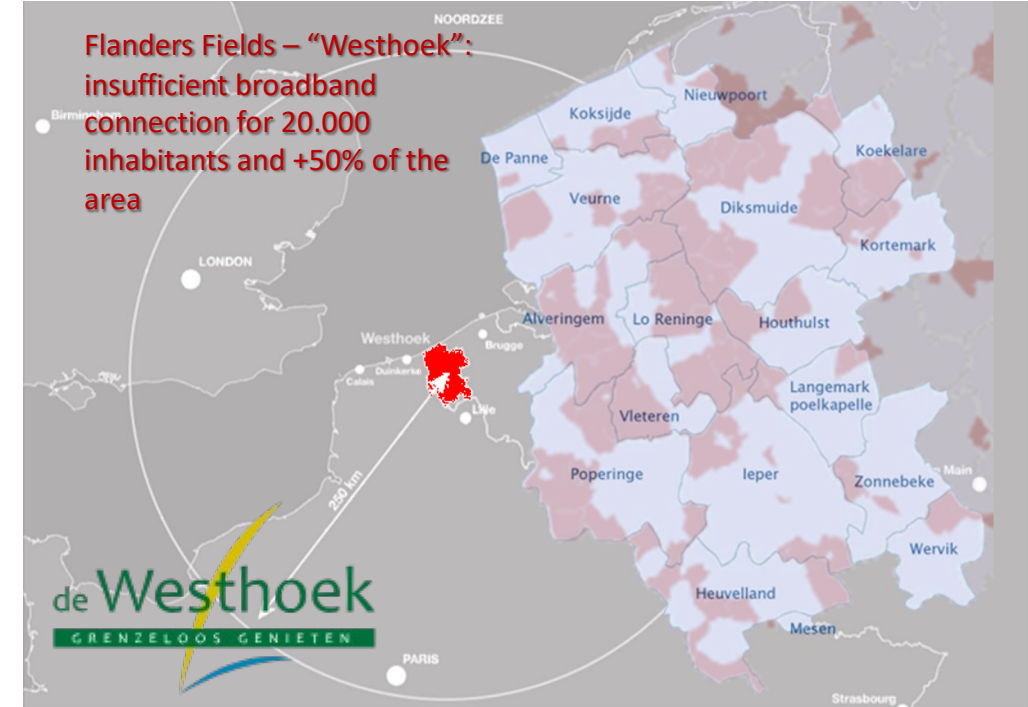 NOORDZEE
Flanders Fields – “Westhoek”:
insufficient broadband
connection for 20.000
inhabitants and +50% of the
area
Birmingham
LONDON
Westhoek
Duinkerke
Calais
Brugge
Lille
250 km
PARIS
Strasbourg
Main
Nieuwpoort
Koksijde
De Panne
Koekelare
Veurne
Diksmuide
Kortemark
Alveringem
Lo Reninge
Houthulst
Langemark
poelkapelle
Vleteren
Poperinge
Ieper
Zonnebeke
Wervik
Heuvelland
Mesen
de Westhoek
GRENZELOOS GENIETEN